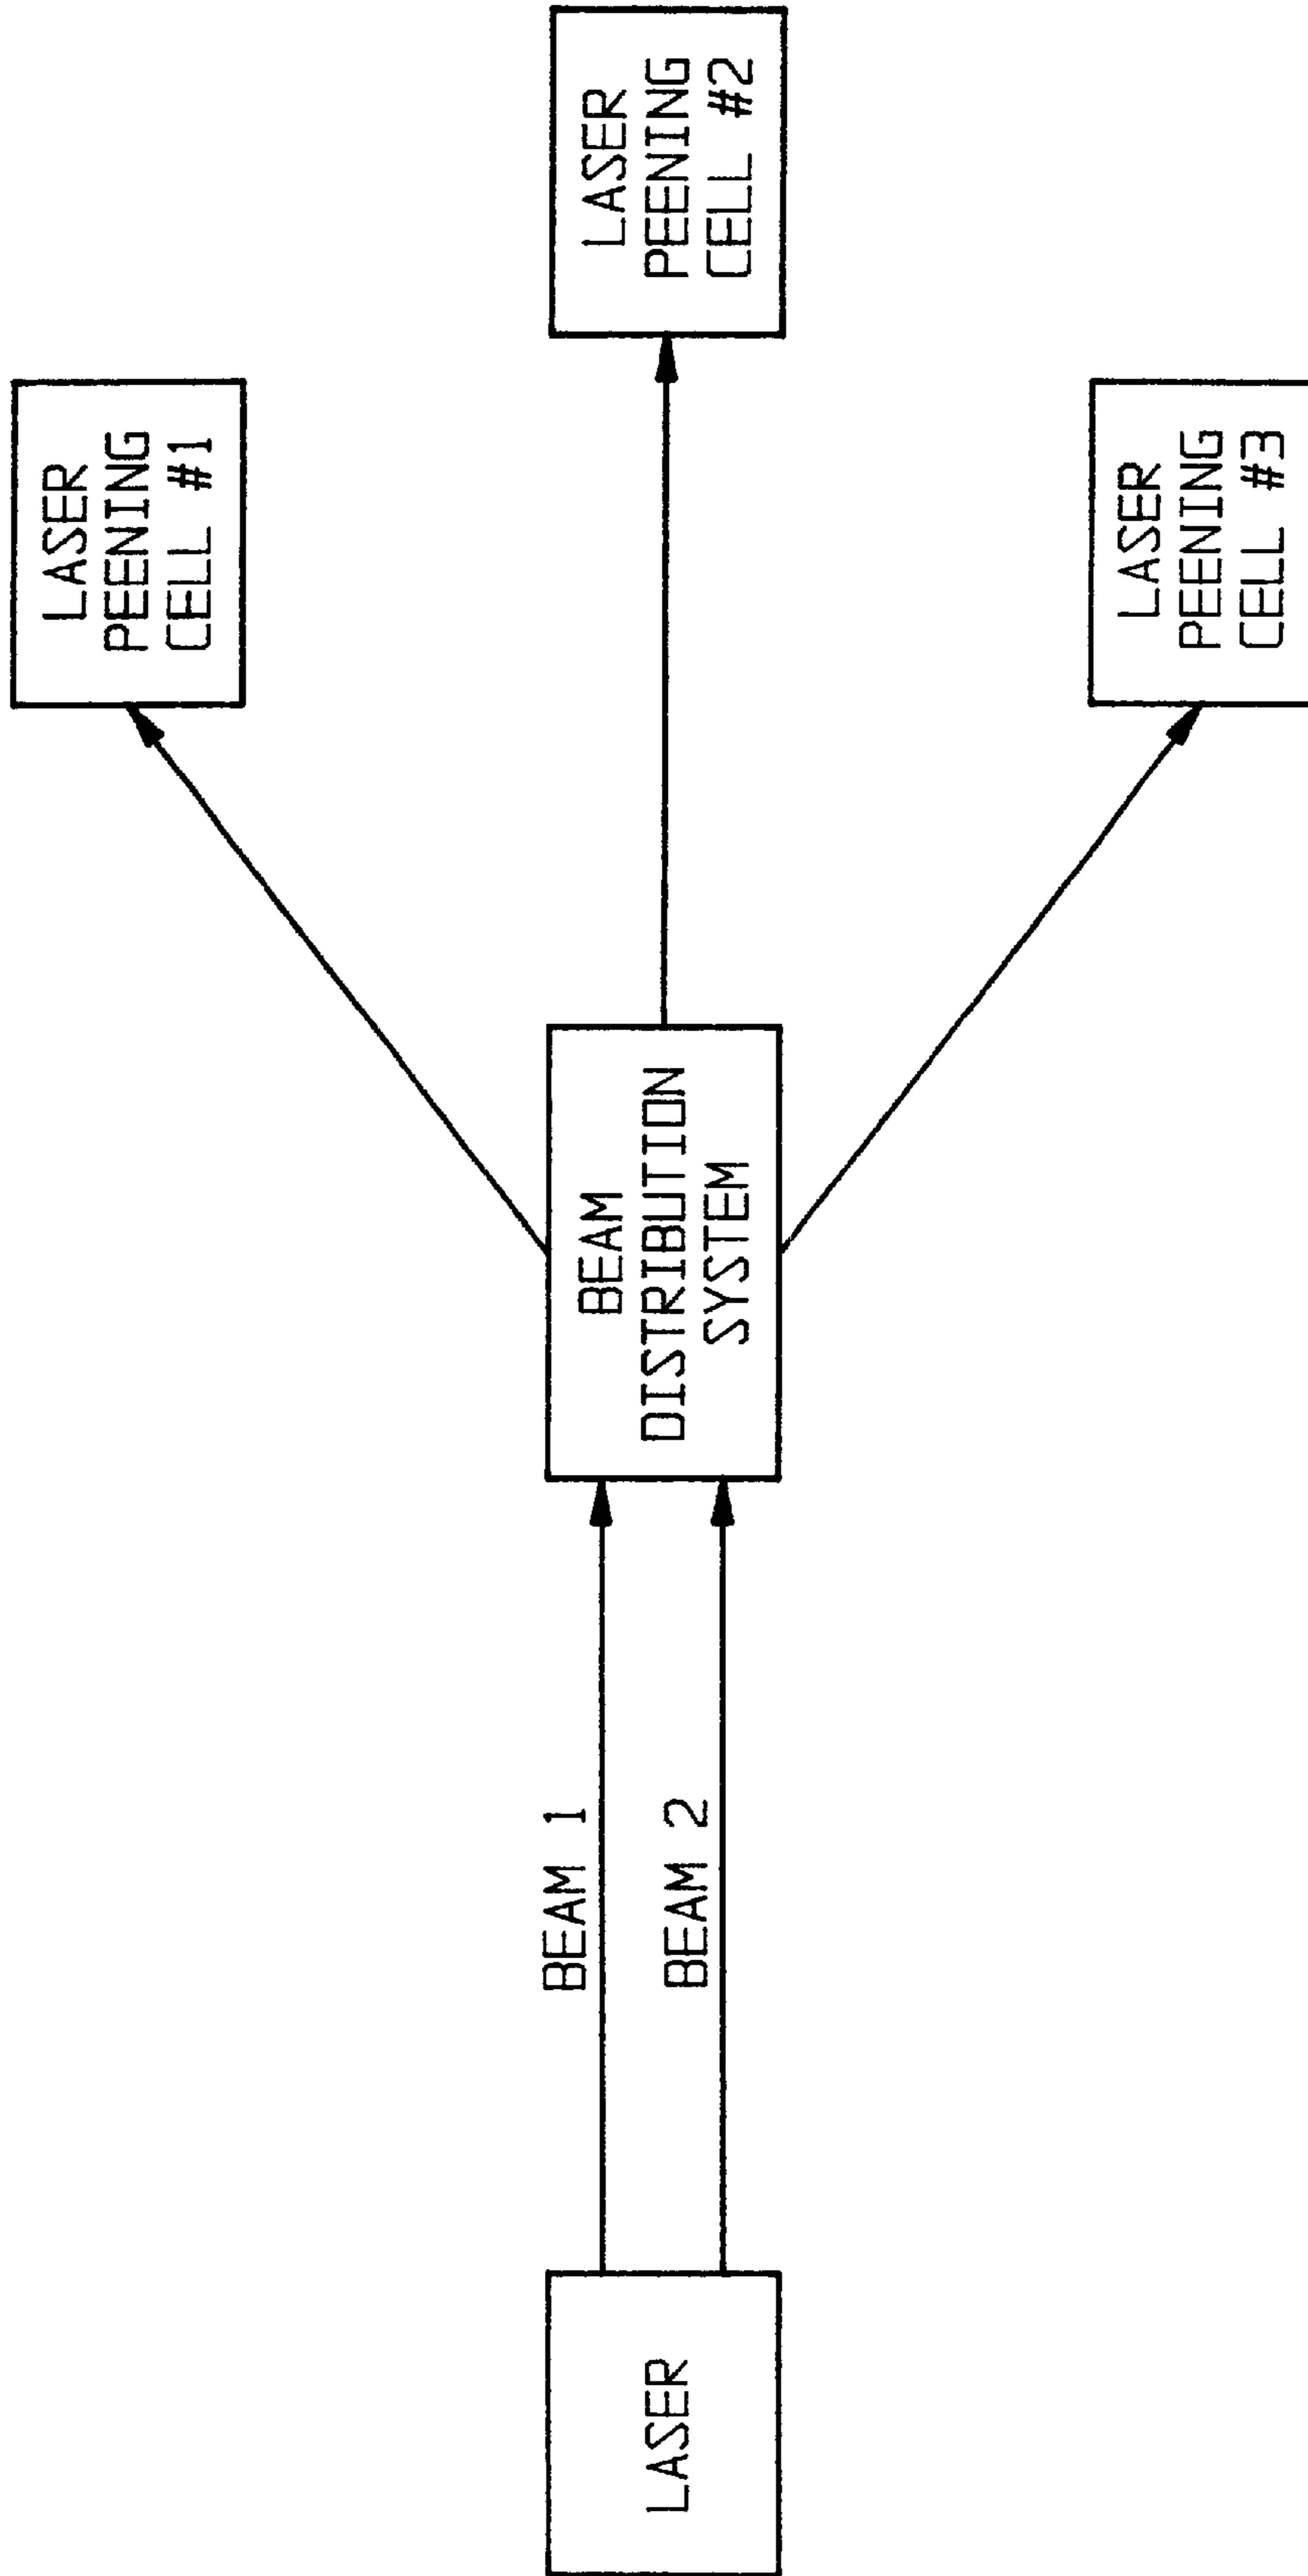 LASER
BEAM 1
BEAM 2
BEAM
DISTRIBUTION
SYSTEM
LASER
PEENING
CELL #1
LASER
PEENING
CELL #2
LASER
PEENING
CELL #3